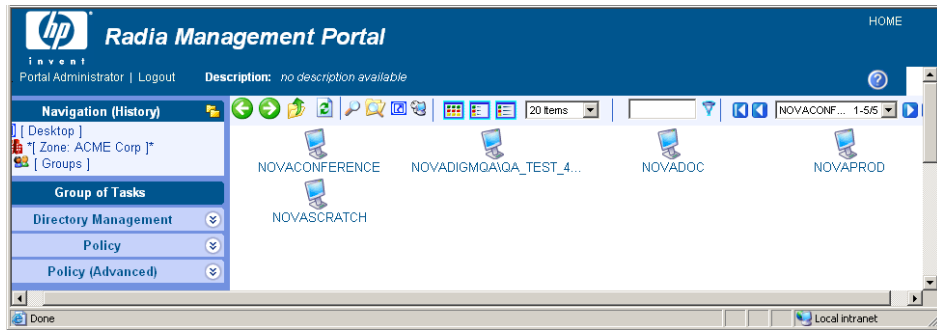 HOME
hp
Radia Management Portal
invent
Portal Administrator | Logout Description: no description available
?
Navigation (History)
20 Items
NOVACONF... 1-5/5
[ Desktop ]
*[ Zone: ACME Corp ]*
[ Groups ]
NOVACONFERENCE NOVADIGMQA\QA_TEST_4... NOVADOC NOVAPROD
Group of Tasks
NOVASCRATCH
Directory Management
Policy
Policy (Advanced)
Done
Local intranet